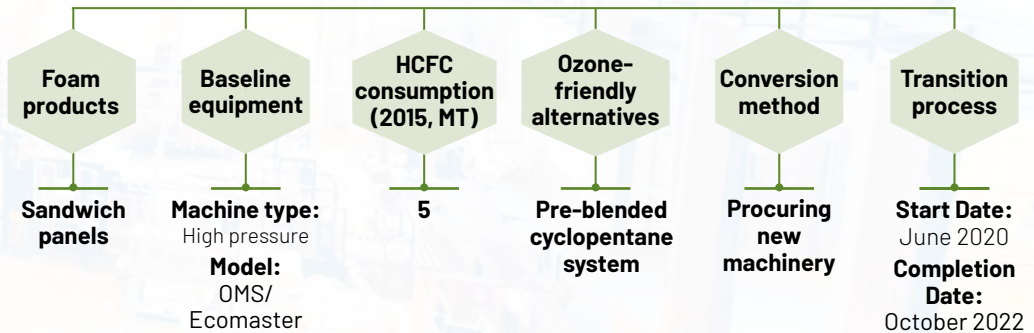 Foam
products
Baseline
equipment
HCFC
consumption
(2015, MT)
Ozone-
friendly
alternatives
Conversion
method
Transition
process
Sandwich
panels
Machine type:
High pressure
Model:
OMS/
Ecomaster
5
Pre-blended
cyclopentane
system
Procuring
new
machinery
Start Date:
June 2020
Completion
Date:
October 2022